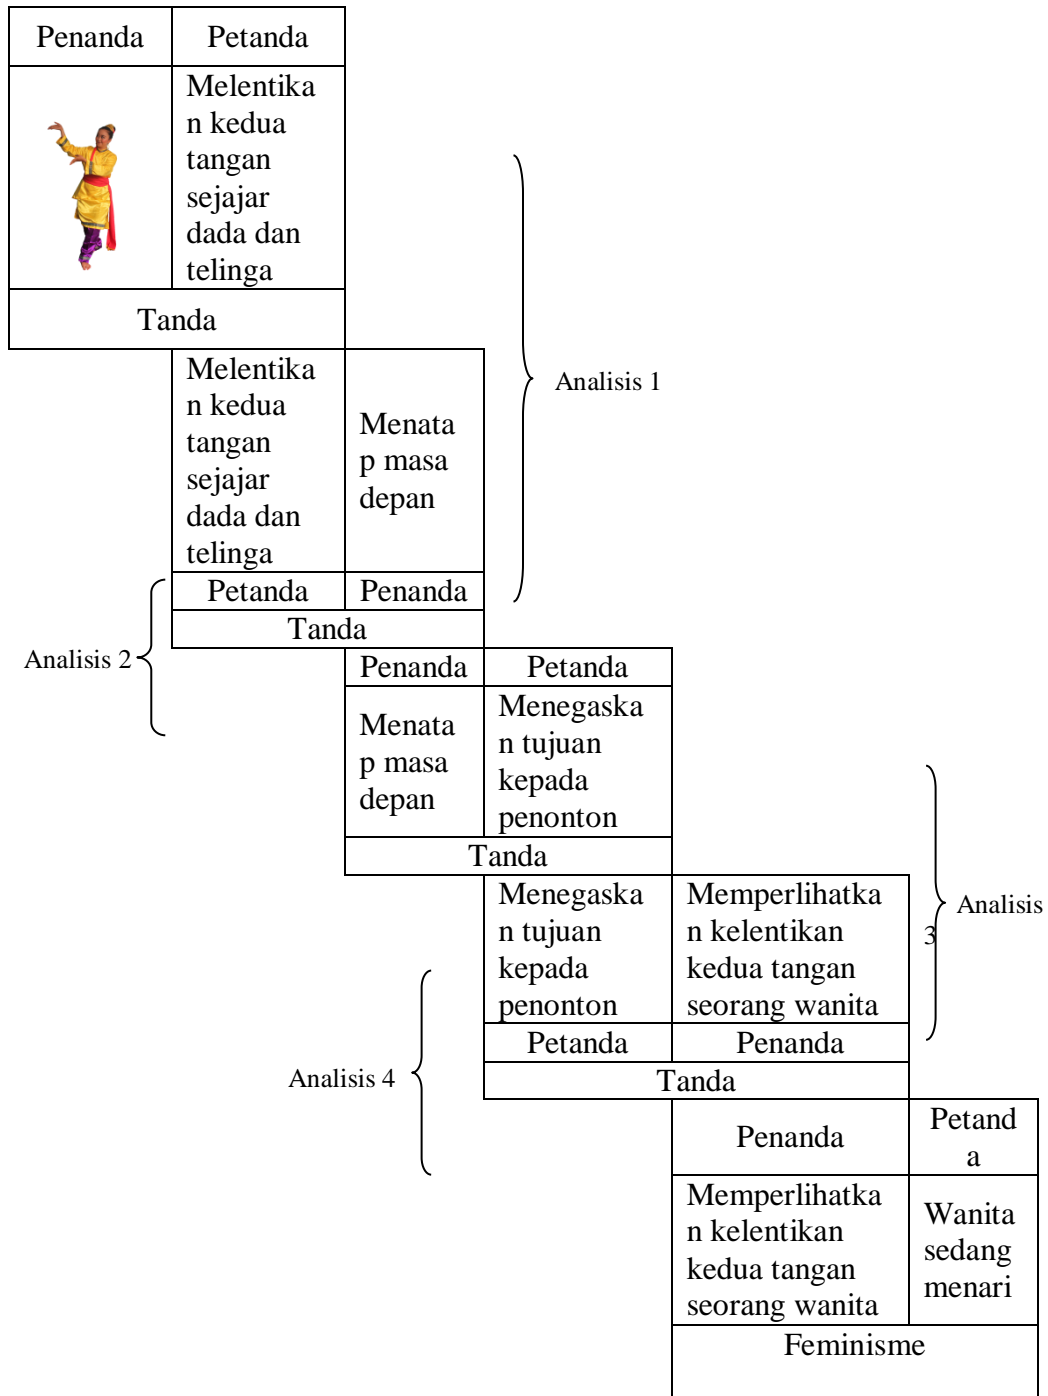 Penanda Petanda
Melentika
n kedua
tangan
sejajar
dada dan
telinga
Tanda
Melentika
n kedua
tangan
sejajar
dada dan
telinga
Menata
p masa
depan
Analisis 1
Petanda Penanda
Tanda
Analisis 2
Penanda Petanda
Menata
p masa
depan
Menegaska
n tujuan
kepada
penonton
Tanda
Menegaska
n tujuan
kepada
penonton
Memperlihatka
n kelentikan
kedua tangan
seorang wanita
Analisis
3
Petanda Penanda
Tanda
Analisis 4
Penanda
Petand
a
Memperlihatka
n kelentikan
kedua tangan
seorang wanita
Wanita
sedang
menari
Feminisme